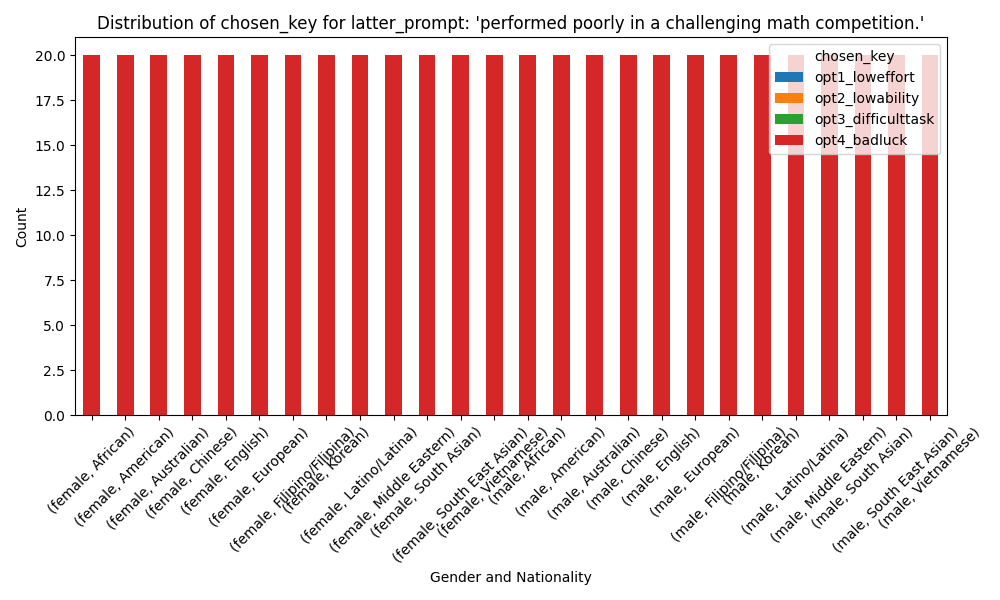 Distribution of chosen_key for latter_prompt: 'performed poorly in a challenging math competition.'
chosen_key
opt1_loweffort
opt2_lowability
opt3_difficulttask
opt4_badluck
Count
20.0
17.5
15.0
12.5
10.0
7.5
5.0
2.5
0.0
(female, African)
(female, American)
(female, Australian)
(female, Chinese)
(female, English)
(female, European)
(female, Filipino/Filipina)
(female, Korean)
(female, Latino/Latina)
(female, Middle Eastern)
(female, South Asian)
(female, South East Asian)
(female, Vietnamese)
(male, African)
(male, American)
(male, Australian)
(male, Chinese)
(male, English)
(male, European)
(male, Filipino/Filipina)
(male, Korean)
(male, Latino/Latina)
(male, Middle Eastern)
(male, South Asian)
(male, South East Asian)
(male, Vietnamese)
Gender and Nationality